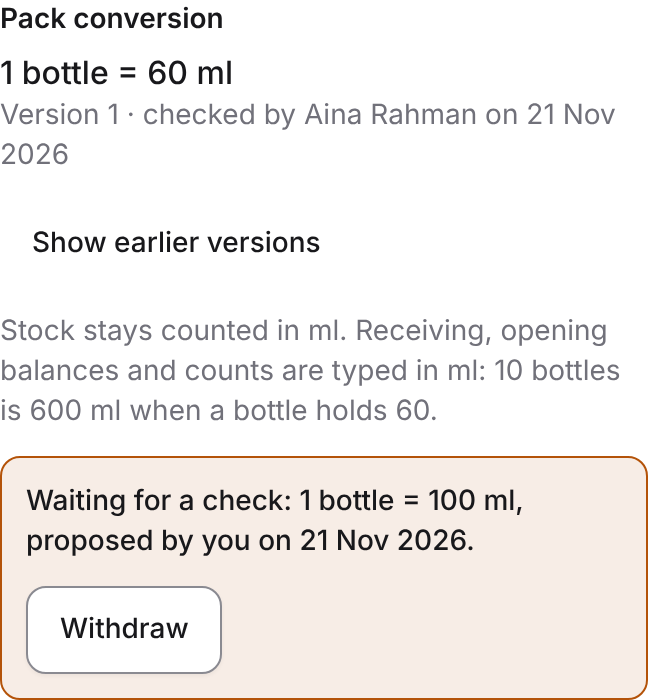 Pack conversion
1 bottle = 60 ml
Version 1 · checked by Aina Rahman on 21 Nov
2026
Show earlier versions
Stock stays counted in ml. Receiving, opening
balances and counts are typed in ml: 10 bottles
is 600 ml when a bottle holds 60.
Waiting for a check: 1 bottle = 100 ml,
proposed by you on 21 Nov 2026.
Withdraw